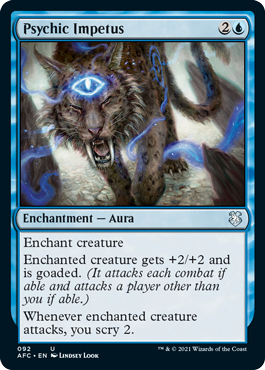 Psychic Impetus 2
Enchantment — Aura
Enchant creature
Enchanted creature gets +2/+2 and
is goaded. (It attacks each combat if
able and attacks a player other than
you if able.)
Whenever enchanted creature
attacks, you scry 2.
092 U
AFC • EN LINDSEY LOOK
™ & © 2021 Wizards of the Coast